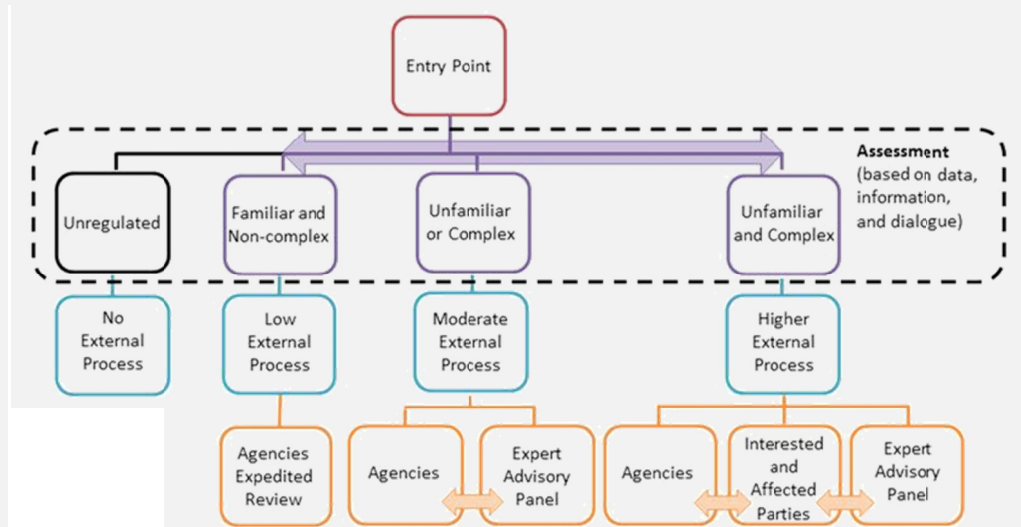 Entry Point
Assessment
(based on data,
information,
and dialogue)
Unregulated
Familiar and
Non-complex
Unfamiliar
or Complex
Unfamiliar
and Complex
No
External
Process
Low
External
Process
Moderate
External
Process
Higher
External
Process
Agencies
Expedited
Review
Agencies
Expert
Advisory
Panel
Agencies
Interested
and
Affected
Parties
Expert
Advisory
Panel